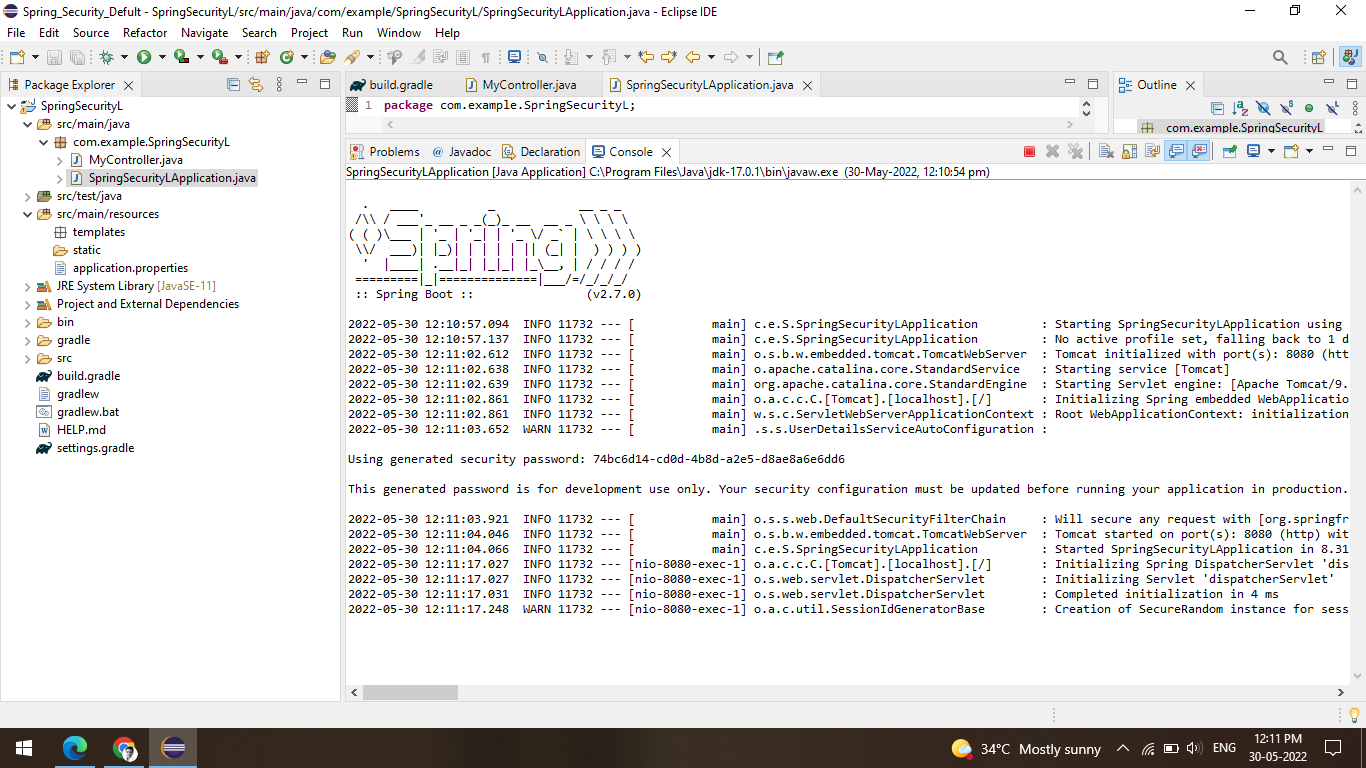 Spring_Security_Defult - SpringSecurityL/src/main/java/com/example/SpringSecurityL/SpringSecurityLApplication.java - Eclipse IDE
File Edit Source Refactor Navigate Search Project Run Window Help
Package Explorer
SpringSecurityL
src/main/java
com.example.SpringSecurityL
MyController.java
SpringSecurityLApplication.java
src/test/java
src/main/resources
templates
static
application.properties
JRE System Library [JavaSE-11]
Project and External Dependencies
bin
gradle
src
build.gradle
gradlew
gradlew.bat
HELP.md
settings.gradle
build.gradle MyController.java SpringSecurityLApplication.java
1 package com.example.SpringSecurityL;
Outline
com.example.SpringSecurityL
Problems @ Javadoc Declaration Console
SpringSecurityLApplication [Java Application] C:\Program Files\Java\jdk-17.0.1\bin\javaw.exe (30-May-2022, 12:10:54 pm)
  .   ____          _            __ _ _
 /\\ / ___'_ __ _ _(_)_ __  __ _ \ \ \ \
( ( )\___ | '_ | '_| | '_ \/ _` | \ \ \ \
 \\/  ___)| |_)| | | | | || (_| |  ) ) ) )
  '  |____| .__|_| |_|_| |_\__, | / / / /
 =========|_|==============|___/=/_/_/_/
 :: Spring Boot ::                (v2.7.0)
2022-05-30 12:10:57.094 INFO 11732 --- [ main] c.e.S.SpringSecurityLApplication : Starting SpringSecurityLApplication using
2022-05-30 12:10:57.137 INFO 11732 --- [ main] c.e.S.SpringSecurityLApplication : No active profile set, falling back to 1 d
2022-05-30 12:11:02.612 INFO 11732 --- [ main] o.s.b.w.embedded.tomcat.TomcatWebServer : Tomcat initialized with port(s): 8080 (htt
2022-05-30 12:11:02.638 INFO 11732 --- [ main] o.apache.catalina.core.StandardService : Starting service [Tomcat]
2022-05-30 12:11:02.639 INFO 11732 --- [ main] org.apache.catalina.core.StandardEngine : Starting Servlet engine: [Apache Tomcat/9.
2022-05-30 12:11:02.861 INFO 11732 --- [ main] o.a.c.c.C.[Tomcat].[localhost].[/] : Initializing Spring embedded WebApplicatio
2022-05-30 12:11:02.861 INFO 11732 --- [ main] w.s.c.ServletWebServerApplicationContext : Root WebApplicationContext: initialization
2022-05-30 12:11:03.652 WARN 11732 --- [ main] .s.s.UserDetailsServiceAutoConfiguration :
Using generated security password: 74bc6d14-cd0d-4b8d-a2e5-d8ae8a6e6dd6
This generated password is for development use only. Your security configuration must be updated before running your application in production.
2022-05-30 12:11:03.921 INFO 11732 --- [ main] o.s.s.web.DefaultSecurityFilterChain : Will secure any request with [org.springfr
2022-05-30 12:11:04.046 INFO 11732 --- [ main] o.s.b.w.embedded.tomcat.TomcatWebServer : Tomcat started on port(s): 8080 (http) wit
2022-05-30 12:11:04.066 INFO 11732 --- [ main] c.e.S.SpringSecurityLApplication : Started SpringSecurityLApplication in 8.31
2022-05-30 12:11:17.027 INFO 11732 --- [nio-8080-exec-1] o.a.c.c.C.[Tomcat].[localhost].[/] : Initializing Spring DispatcherServlet 'dis
2022-05-30 12:11:17.027 INFO 11732 --- [nio-8080-exec-1] o.s.web.servlet.DispatcherServlet : Initializing Servlet 'dispatcherServlet'
2022-05-30 12:11:17.031 INFO 11732 --- [nio-8080-exec-1] o.s.web.servlet.DispatcherServlet : Completed initialization in 4 ms
2022-05-30 12:11:17.248 WARN 11732 --- [nio-8080-exec-1] o.a.c.util.SessionIdGeneratorBase : Creation of SecureRandom instance for sess
34°C Mostly sunny ENG 12:11 PM
30-05-2022